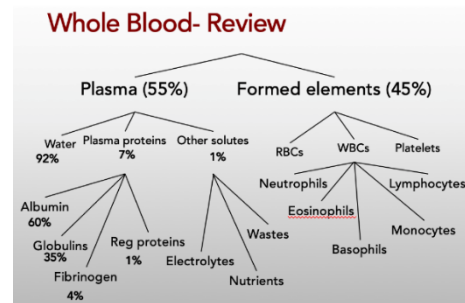 Whole Blood- Review
Plasma (55%)
Formed elements (45%)
Water
92%
Plasma proteins
7%
Other solutes
1%
RBCs
WBCs
Platelets
Albumin
60%
Globulins
35%
Fibrinogen
4%
Reg proteins
1%
Electrolytes
Nutrients
Wastes
Neutrophils
Eosinophils
Basophils
Monocytes
Lymphocytes